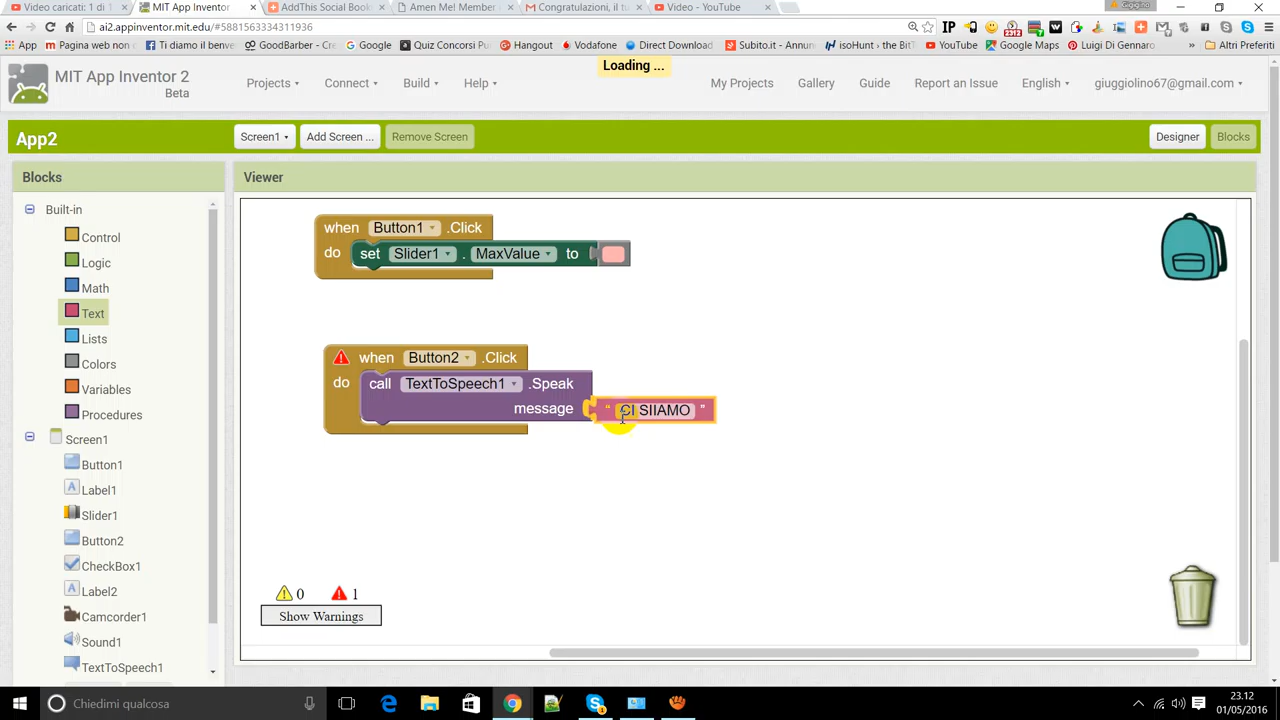 Video caricati: 1 di 1
MIT App Inventor 2
AddThis Social Book
Amen Me! Member
Congratulazioni, il tu
Video - YouTube
Gigigino
ai2.appinventor.mit.edu/#5881563334311936
App
Pagina web non d
Ti diamo il benve
GoodBarber - Crea
Google
Quiz Concorsi Pu
Hangout
Vodafone
Direct Download
Subito.it - Annun
isoHunt › the BitT
YouTube
Google Maps
Luigi Di Gennaro
»
Altri Preferiti
Loading ...
MIT App Inventor 2
Beta
Projects
Connect
Build
Help
My Projects
Gallery
Guide
Report an Issue
English
giuggiolino67@gmail.com
App2
Screen1
Add Screen ...
Remove Screen
Designer
Blocks
Blocks
Viewer
Built-in
Control
Logic
Math
Text
Lists
Colors
Variables
Procedures
Screen1
Button1
Label1
Slider1
Button2
CheckBox1
Label2
Camcorder1
Sound1
TextToSpeech1
when Button1 .Click
do set Slider1 . MaxValue to
when Button2 .Click
do call TextToSpeech1 .Speak
message “ CI SIIAMO ”
0 1
Show Warnings
Chiedimi qualcosa
23.12
01/05/2016